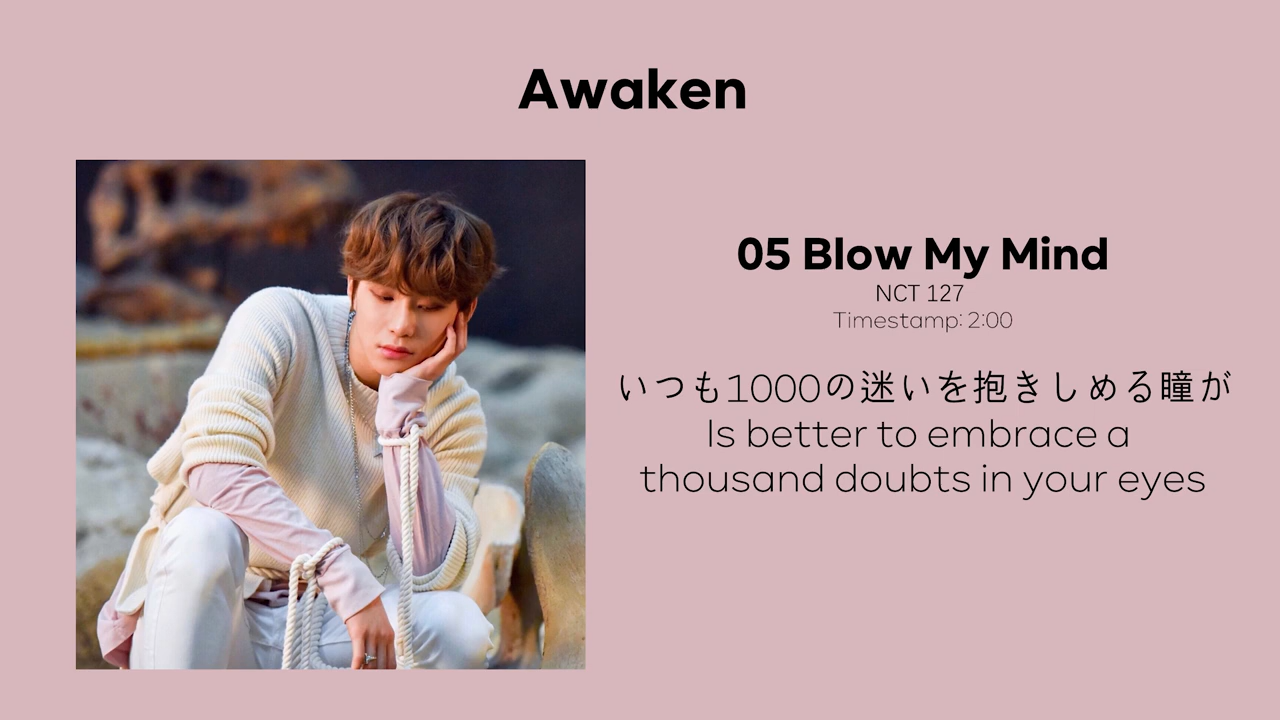 Awaken
05 Blow My Mind
NCT 127
Timestamp: 2:00
いつも1000の迷いを抱きしめる瞳が
Is better to embrace a
thousand doubts in your eyes